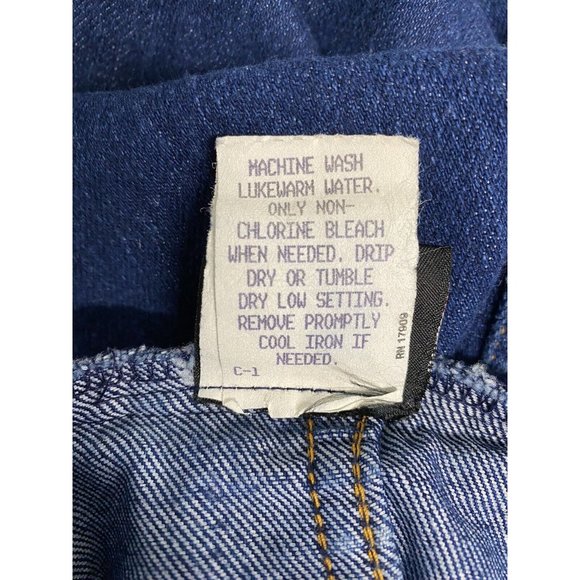 MACHINE WASH
LUKEWARM WATER.
ONLY NON-
CHLORINE BLEACH
WHEN NEEDED. DRIP
DRY OR TUMBLE
DRY LOW SETTING.
REMOVE PROMPTLY
COOL IRON IF
NEEDED.
C-1
RN 17909